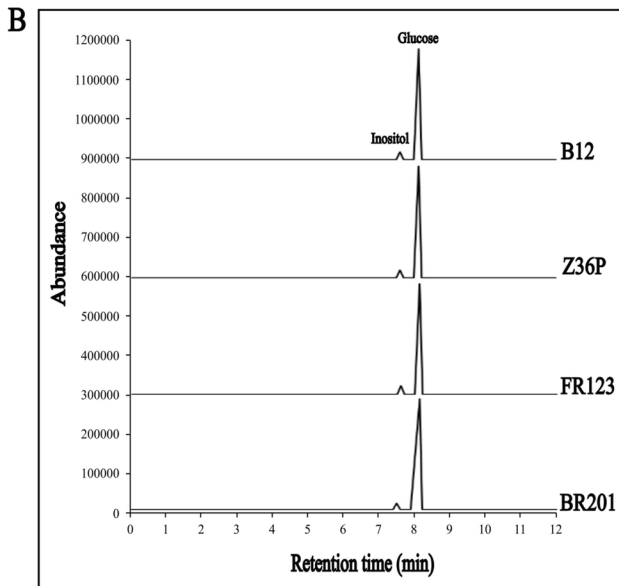 B
1200000
Glucose
1100000
1000000
Inositol
900000
B12
800000
700000
600000
Z36P
Abundance
500000
400000
300000
FR123
200000
100000
0
BR201
0 1 2 3 4 5 6 7 8 9 10 11 12
Retention time (min)